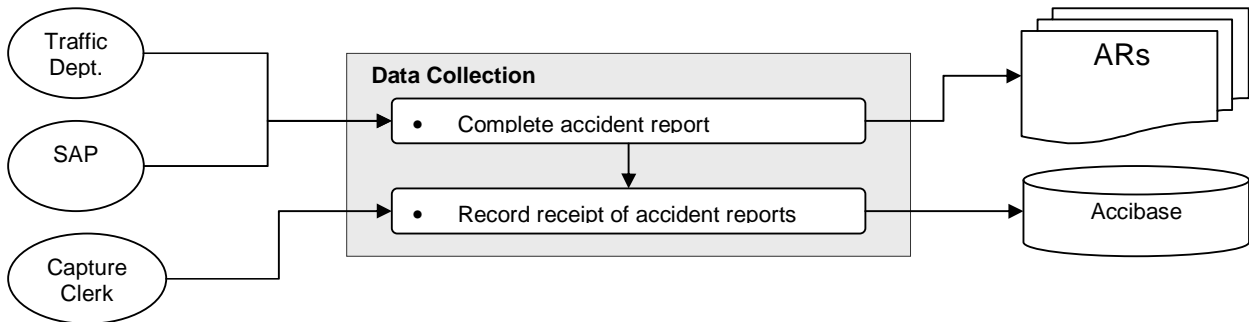 Traffic
Dept.
SAP
Capture
Clerk
Data Collection
• Complete accident report
• Record receipt of accident reports
ARs
Accibase